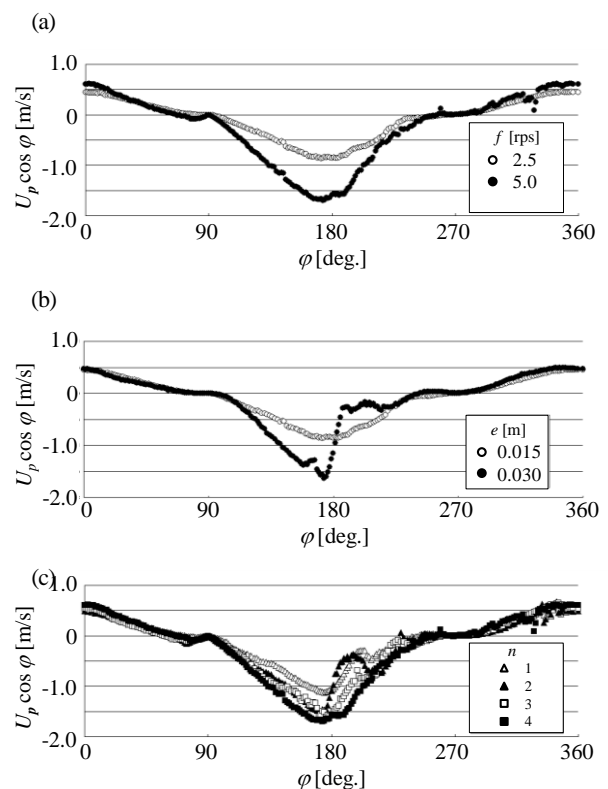 (a)
1.0
0
-1.0
-2.0
U_p cos φ [m/s]
f [rps]
2.5
5.0
0 90 180 270 360
φ [deg.]
(b)
1.0
0
-1.0
-2.0
U_p cos φ [m/s]
e [m]
0.015
0.030
0 90 180 270 360
φ [deg.]
(c)
1.0
0
-1.0
-2.0
U_p cos φ [m/s]
n
1
2
3
4
0 90 180 270 360
φ [deg.]